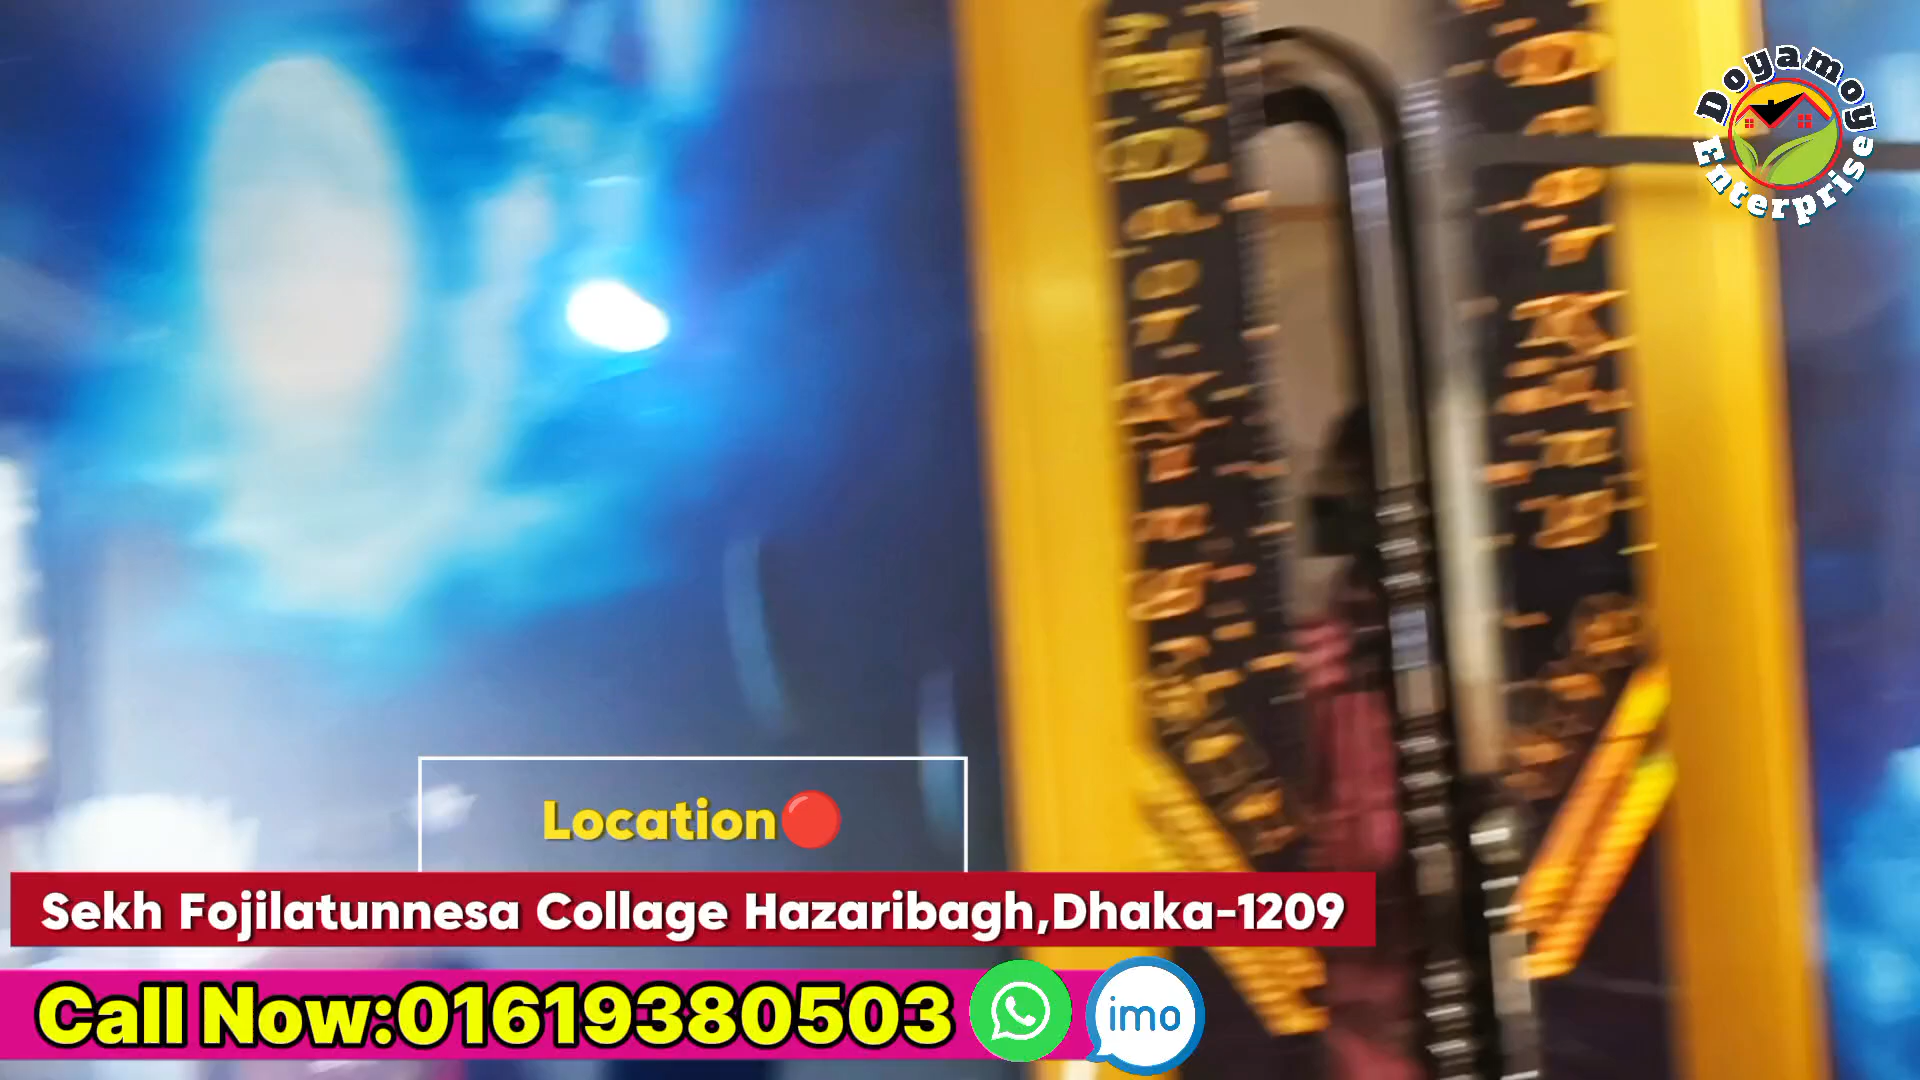 Doyamoy
Enterprise
Location🔴
Sekh Fojilatunnesa Collage Hazaribagh,Dhaka-1209
Call Now:01619380503
imo